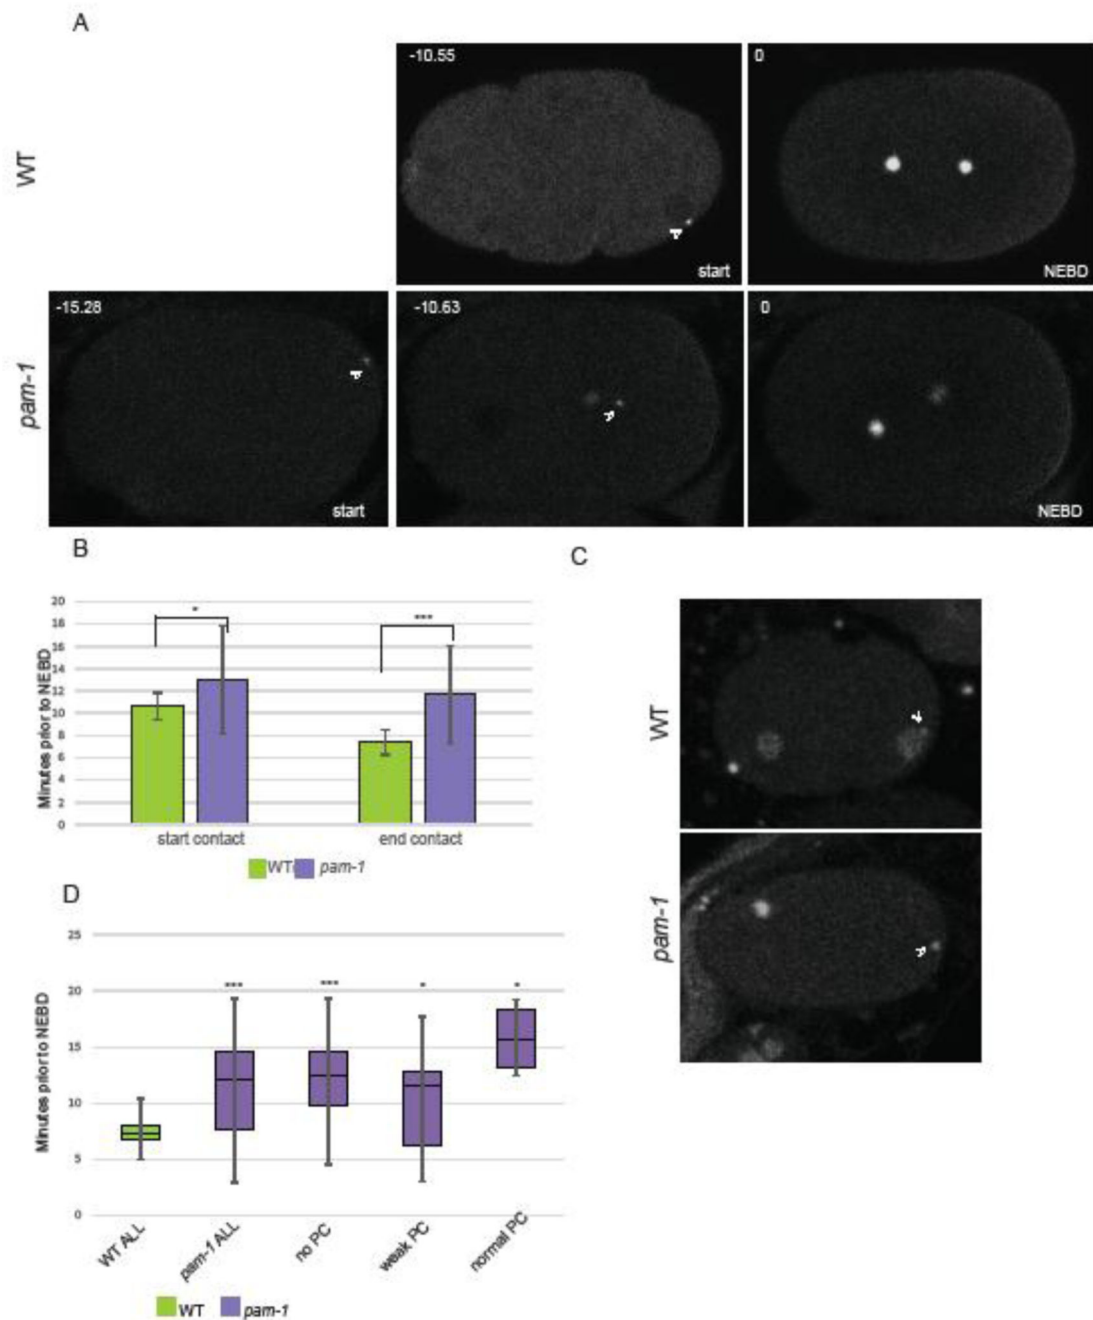 A
WT
-10.55
start
0
NEBD
pam-1
-15.28
start
-10.63
0
NEBD
B
Minutes prior to NEBD
20
18
16
14
12
10
8
6
4
2
0
*
***
start contact
end contact
WT
pam-1
C
WT
pam-1
D
Minutes prior to NEBD
25
20
15
10
5
0
***
***
*
*
WT ALL
pam-1 ALL
no PC
weak PC
normal PC
WT
pam-1